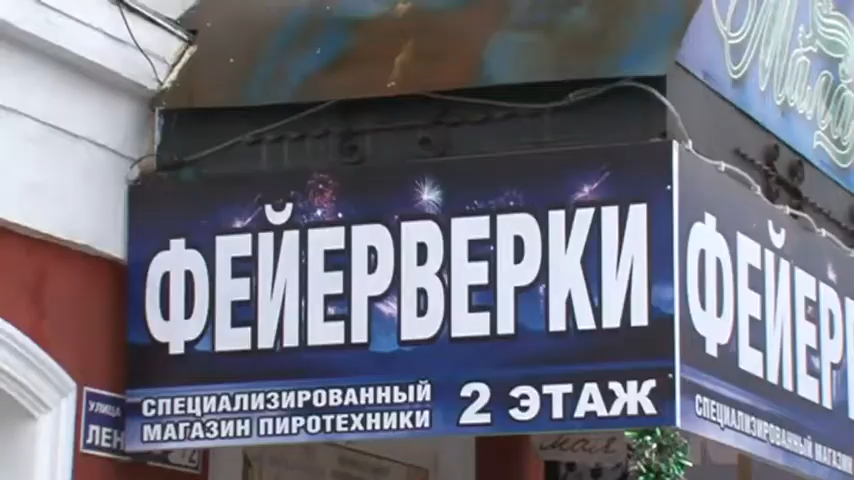 ФЕЙЕРВЕРКИ
СПЕЦИАЛИЗИРОВАННЫЙ
МАГАЗИН ПИРОТЕХНИКИ
2 ЭТАЖ
ФЕЙЕР
СПЕЦИАЛИЗИРОВАННЫЙ МАГАЗИН
УЛИЦА
ЛЕН